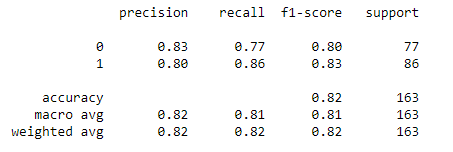 precision recall f1-score support
0 0.83 0.77 0.80 77
1 0.80 0.86 0.83 86
accuracy 0.82 163
macro avg 0.82 0.81 0.81 163
weighted avg 0.82 0.82 0.82 163